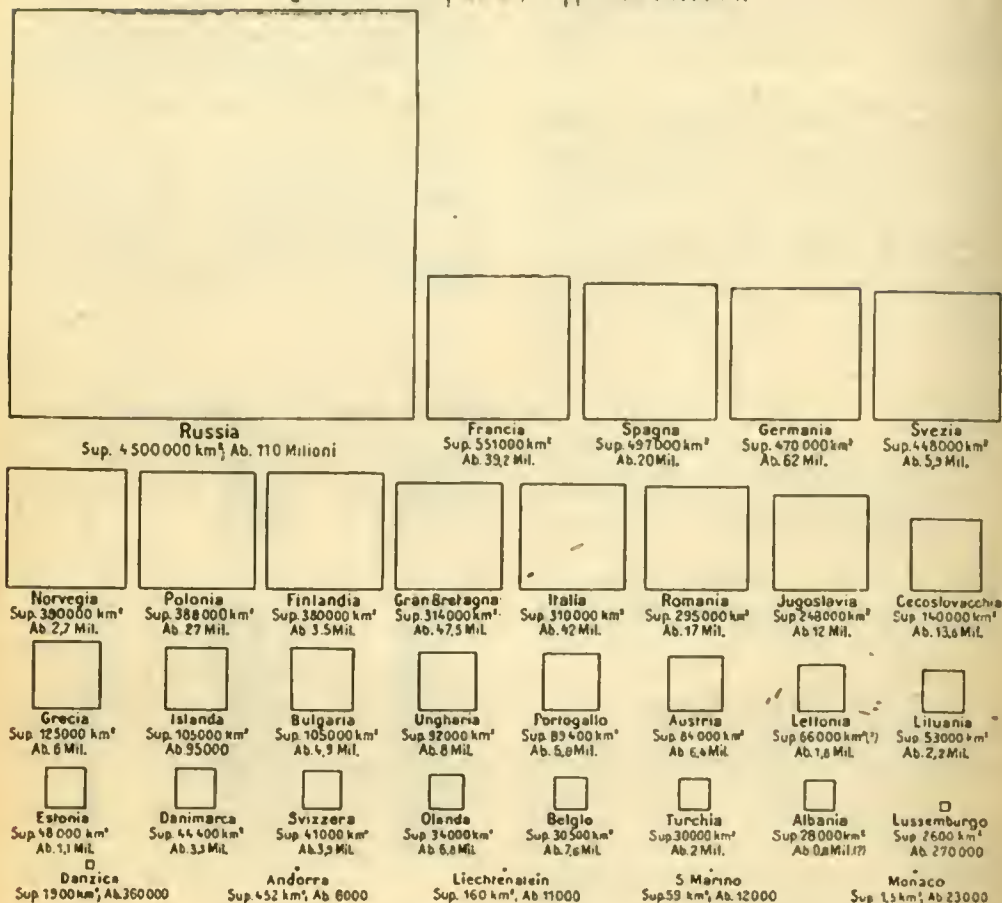 Russia
Sup. 4500000 km², Ab. 110 Milioni
Francia
Sup. 551000 km²
Ab. 39,2 Mil.
Spagna
Sup. 497000 km²
Ab. 20 Mil.
Germania
Sup. 470000 km²
Ab. 62 Mil.
Svezia
Sup. 448000 km²
Ab. 5,9 Mil.
Norvegia
Sup. 390000 km²
Ab. 2,7 Mil.
Polonia
Sup. 388000 km²
Ab. 27 Mil.
Finlandia
Sup. 380000 km²
Ab 3.5 Mil.
Gran Bretagna
Sup. 314000 km²
Ab. 47,5 Mil.
Italia
Sup. 310000 km²
Ab. 42 Mil.
Romania
Sup. 295000 km²
Ab. 17 Mil.
Jugoslavia
Sup 248000 km²
Ab 12 Mil.
Cecoslovacchia
Sup 140000 km²
Ab. 13,6 Mil.
Grecia
Sup 125000 km²
Ab. 6 Mil.
Islanda
Sup. 105000 km²
Ab. 95000
Bulgaria
Sup. 105000 km²
Ab. 4,9 Mil.
Ungharia
Sup 92000 km²
Ab. 8 Mil.
Portogallo
Sup 89400 km²
Ab. 5,8 Mil.
Austria
Sup. 84000 km²
Ab 6,4 Mil.
Lettonia
Sup 66000 km² (?)
Ab. 1,8 Mil.
Lituania
Sup 53000 km²
Ab. 2,2 Mil.
Estonia
Sup 48000 km²
Ab. 1,1 Mil.
Danimarca
Sup. 44400 km²
Ab. 3,3 Mil.
Svizzera
Sup 41000 km²
Ab. 3,9 Mil.
Olanda
Sup 34000 km²
Ab 6.8 Mil.
Belgio
Sup. 30500 km²
Ab. 7,6 Mil.
Turchia
Sup. 30000 km²
Ab. 2 Mil.
Albania
Sup 28000 km²
Ab 0,8 Mil. (?)
Lussemburgo
Sup 2600 km²
Ab. 270000
Danzica
Sup 1900 km², Ab. 360000
Andorra
Sup. 452 km², Ab 6000
Liechtenstein
Sup. 160 km², Ab 11000
S Marino
Sup 59 km², Ab. 12000
Monaco
Sup 1,5 km², Ab 23000